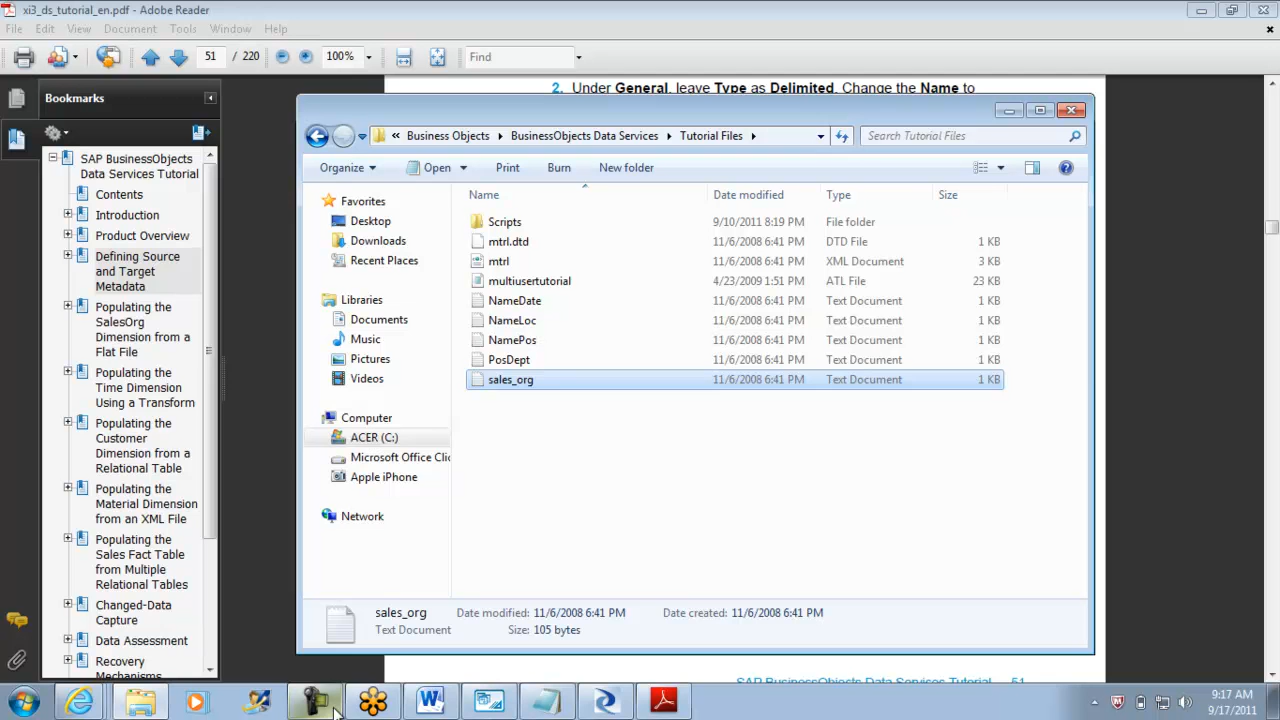 xi3_ds_tutorial_en.pdf - Adobe Reader
File Edit View Document Tools Window Help
51 / 220 100% Find
Bookmarks
SAP BusinessObjects
Data Services Tutorial
Contents
Introduction
Product Overview
Defining Source
and Target
Metadata
Populating the
SalesOrg
Dimension from a
Flat File
Populating the
Time Dimension
Using a Transform
Populating the
Customer
Dimension from a
Relational Table
Populating the
Material Dimension
from an XML File
Populating the
Sales Fact Table
from Multiple
Relational Tables
Changed-Data
Capture
Data Assessment
Recovery
Mechanisms
2. Under General, leave Type as Delimited. Change the Name to
« Business Objects BusinessObjects Data Services Tutorial Files
Search Tutorial Files
Organize Open Print Burn New folder
Favorites
Desktop
Downloads
Recent Places
Libraries
Documents
Music
Pictures
Videos
Computer
ACER (C:)
Microsoft Office Clic
Apple iPhone
Network
Name Date modified Type Size
Scripts 9/10/2011 8:19 PM File folder
mtrl.dtd 11/6/2008 6:41 PM DTD File 1 KB
mtrl 11/6/2008 6:41 PM XML Document 3 KB
multiusertutorial 4/23/2009 1:51 PM ATL File 23 KB
NameDate 11/6/2008 6:41 PM Text Document 1 KB
NameLoc 11/6/2008 6:41 PM Text Document 1 KB
NamePos 11/6/2008 6:41 PM Text Document 1 KB
PosDept 11/6/2008 6:41 PM Text Document 1 KB
sales_org 11/6/2008 6:41 PM Text Document 1 KB
sales_org Date modified: 11/6/2008 6:41 PM Date created: 11/6/2008 6:41 PM
Text Document Size: 105 bytes
SAP BusinessObjects Data Services Tutorial 51
9:17 AM
9/17/2011